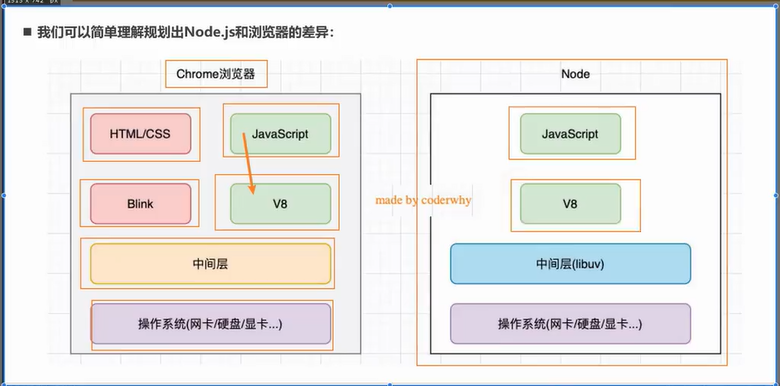 我们可以简单理解规划出Node.js和浏览器的差异：
Chrome浏览器
Node
HTML/CSS
JavaScript
JavaScript
Blink
V8
made by coderwhy
V8
中间层
中间层(libuv)
操作系统(网卡/硬盘/显卡...)
操作系统(网卡/硬盘/显卡...)